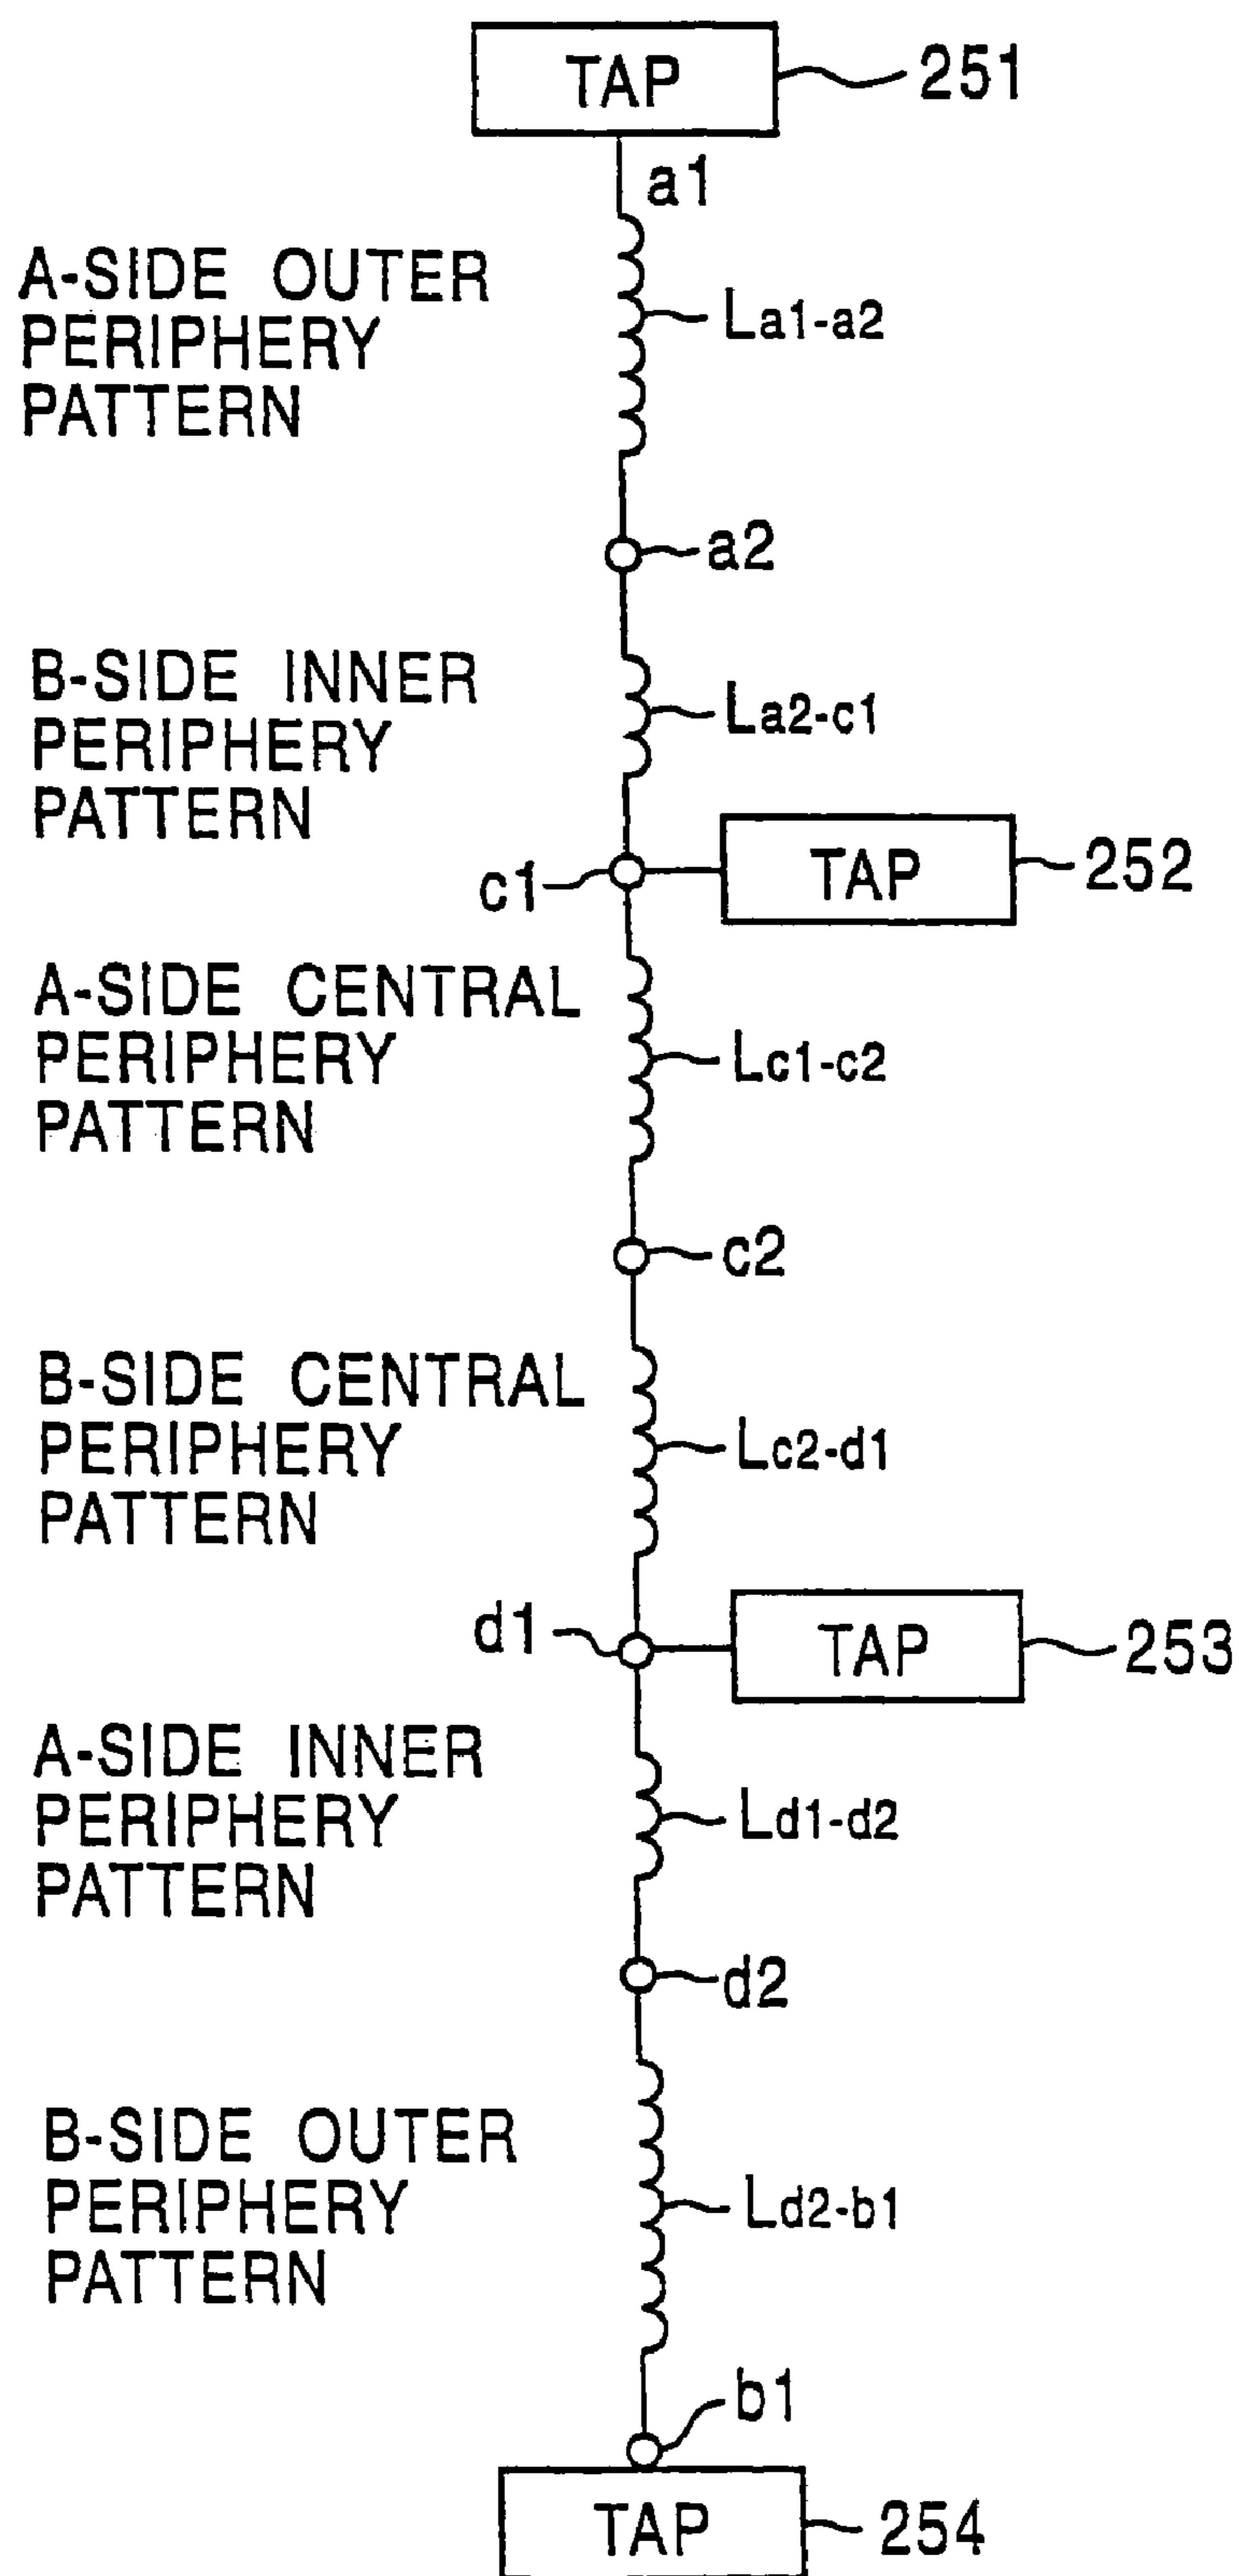 TAP 251
a1
A-SIDE OUTER
PERIPHERY
PATTERN
La1-a2
a2
B-SIDE INNER
PERIPHERY
PATTERN
La2-c1
c1 TAP 252
A-SIDE CENTRAL
PERIPHERY
PATTERN
Lc1-c2
c2
B-SIDE CENTRAL
PERIPHERY
PATTERN
Lc2-d1
d1 TAP 253
A-SIDE INNER
PERIPHERY
PATTERN
Ld1-d2
d2
B-SIDE OUTER
PERIPHERY
PATTERN
Ld2-b1
b1
TAP 254